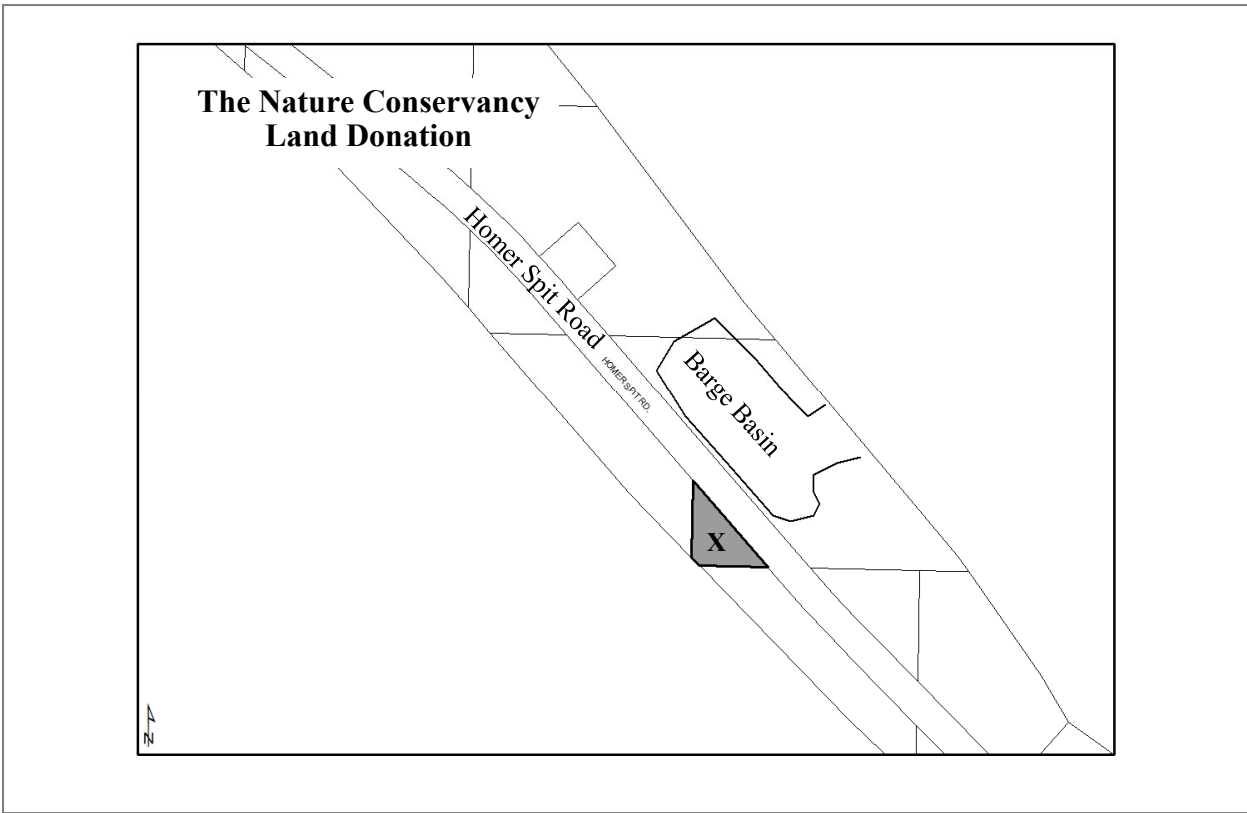 The Nature Conservancy
Land Donation
Homer Spit Road
HOMER SPIT RD.
Barge Basin
X
N